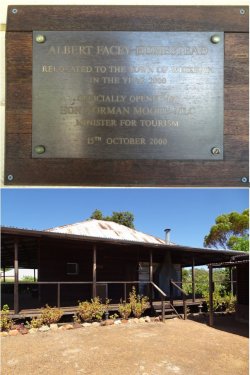 ALBERT FACEY HOMESTEAD
RELOCATED TO THE TOWN OF WICKEPIN
IN THE YEAR 2000
OFFICIALLY OPENED BY
HON NORMAN MOORE MLC
MINISTER FOR TOURISM
15TH OCTOBER 2000